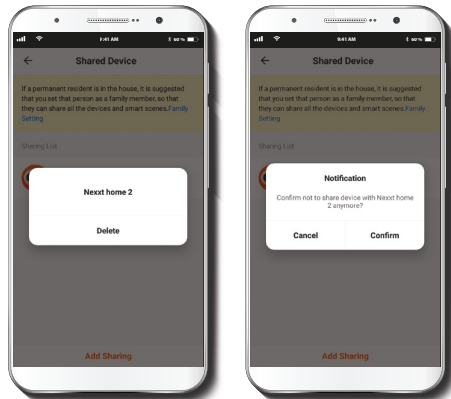 9:41 AM
60%
Shared Device
If a permanent resident is in the house, it is suggested
that you set that person as a family member, so that
they can share all the devices and smart scenes.Family
Setting
Sharing List
Nexxt home 2
Delete
Add Sharing
9:41 AM
60%
Shared Device
If a permanent resident is in the house, it is suggested
that you set that person as a family member, so that
they can share all the devices and smart scenes.Family
Setting
Sharing List
Notification
Confirm not to share device with Nexxt home
2 anymore?
Cancel Confirm
Add Sharing